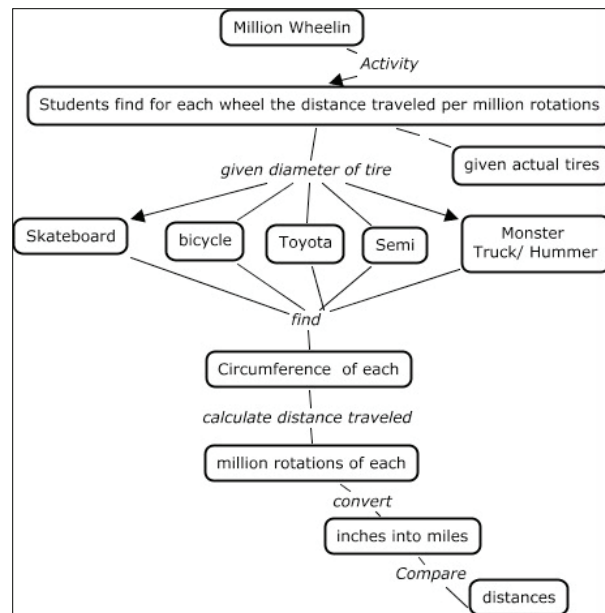 Million Wheelin
Activity
Students find for each wheel the distance traveled per million rotations
given diameter of tire
given actual tires
Skateboard
bicycle
Toyota
Semi
Monster
Truck/ Hummer
find
Circumference of each
calculate distance traveled
million rotations of each
convert
inches into miles
Compare
distances